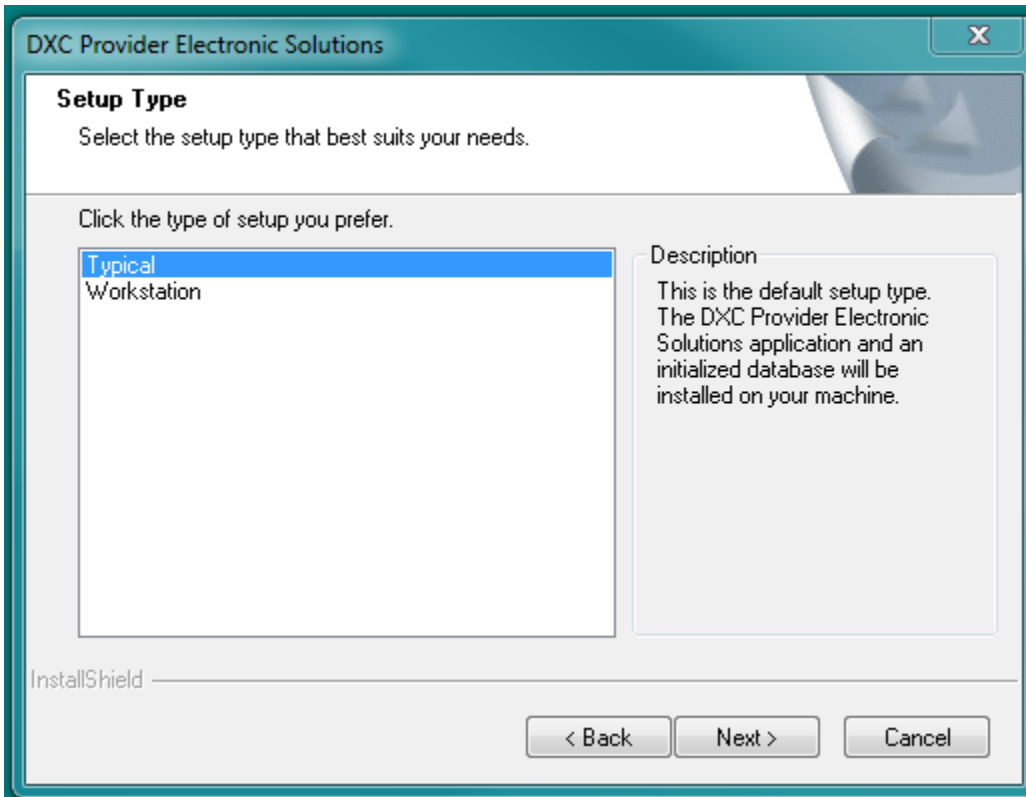 DXC Provider Electronic Solutions
X
Setup Type
Select the setup type that best suits your needs.
Click the type of setup you prefer.
Typical
Workstation
Description
This is the default setup type.
The DXC Provider Electronic
Solutions application and an
initialized database will be
installed on your machine.
InstallShield
< Back
Next >
Cancel